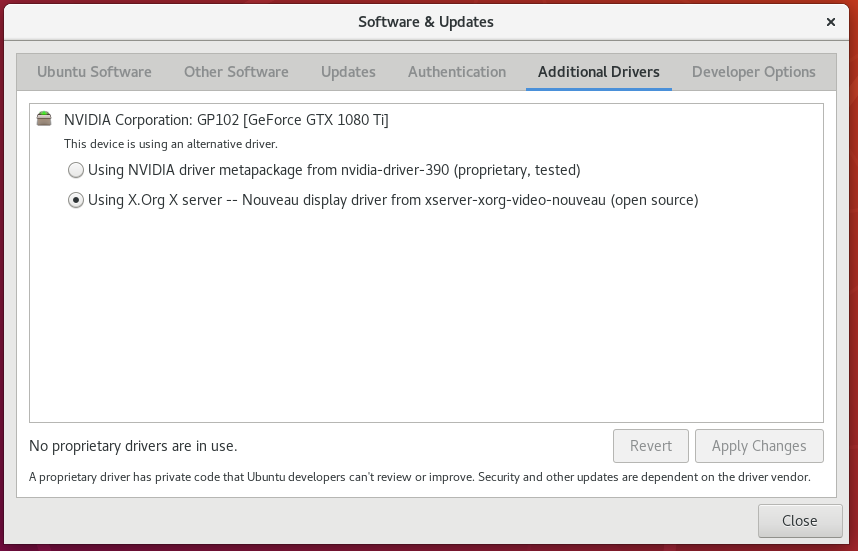 Software & Updates
Ubuntu Software Other Software Updates Authentication Additional Drivers Developer Options
NVIDIA Corporation: GP102 [GeForce GTX 1080 Ti]
This device is using an alternative driver.
Using NVIDIA driver metapackage from nvidia-driver-390 (proprietary, tested)
Using X.Org X server -- Nouveau display driver from xserver-xorg-video-nouveau (open source)
No proprietary drivers are in use.
Revert Apply Changes
A proprietary driver has private code that Ubuntu developers can't review or improve. Security and other updates are dependent on the driver vendor.
Close